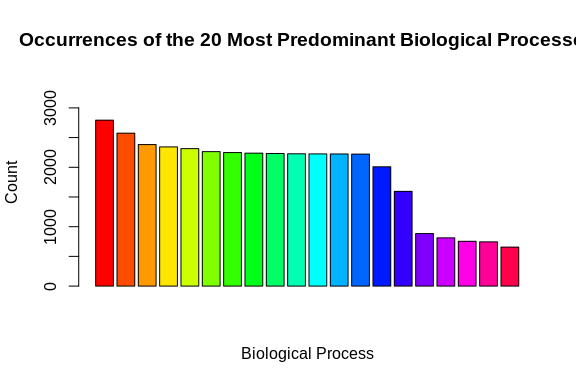 Occurrences of the 20 Most Predominant Biological Processe
3000
2000
1000
0
Count
Biological Process